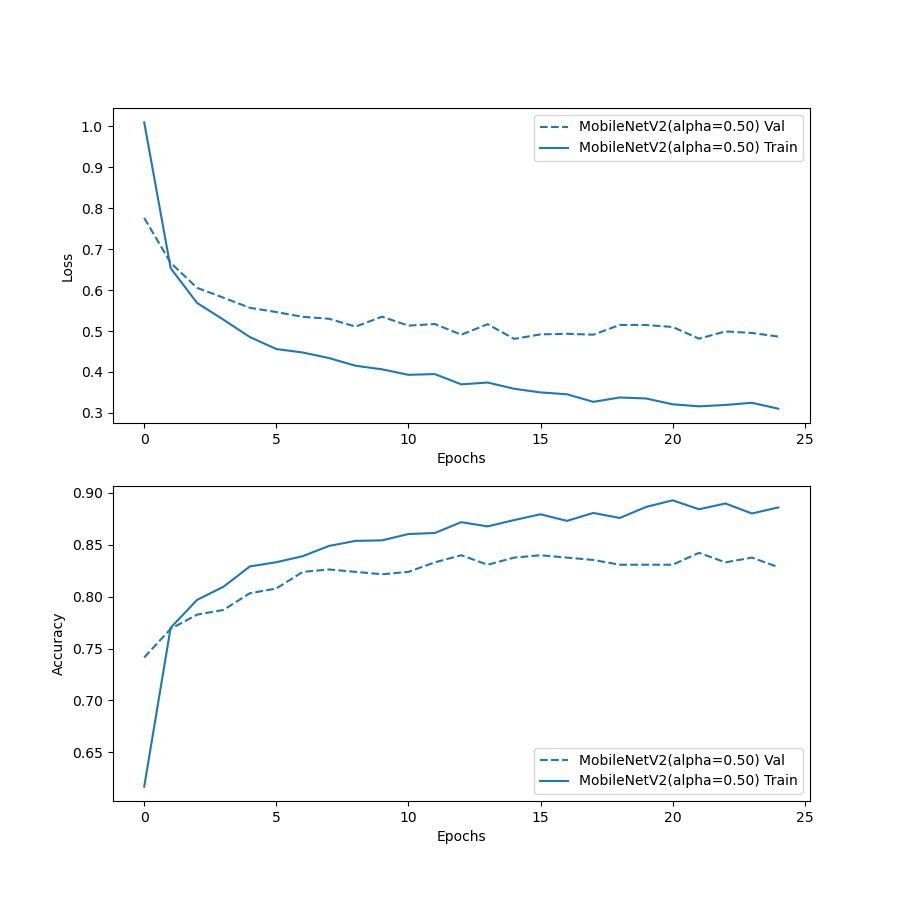 MobileNetV2(alpha=0.50) Val
MobileNetV2(alpha=0.50) Train
1.0
0.9
0.8
0.7
0.6
0.5
0.4
0.3
Loss
0 5 10 15 20 25
Epochs
0.90
0.85
0.80
0.75
0.70
0.65
Accuracy
MobileNetV2(alpha=0.50) Val
MobileNetV2(alpha=0.50) Train
0 5 10 15 20 25
Epochs